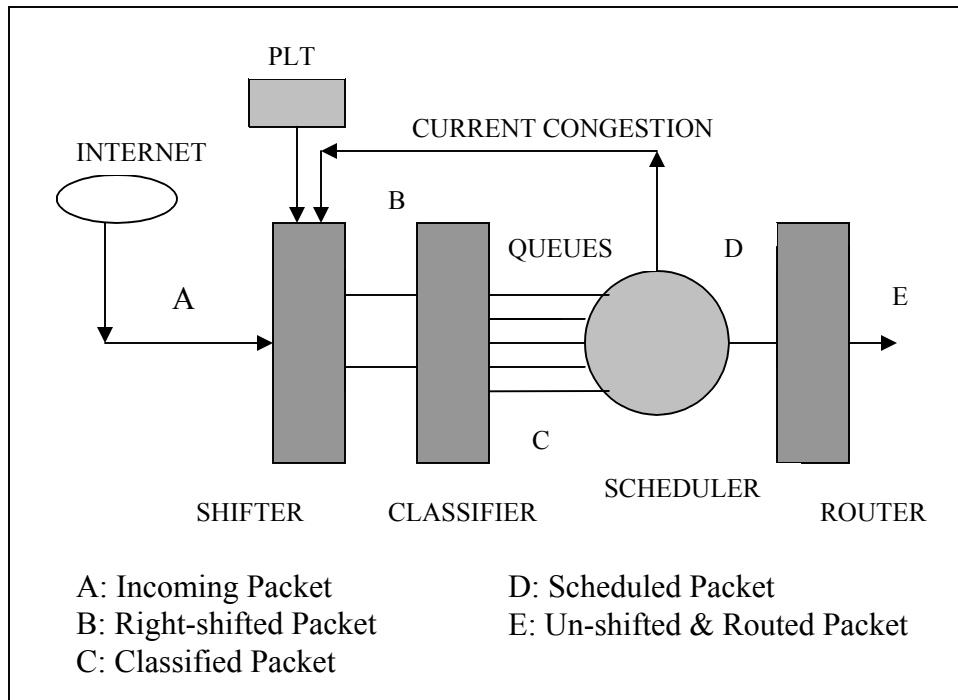 PLT
CURRENT CONGESTION
INTERNET
B
QUEUES
D
A
E
C
SCHEDULER
SHIFTER
CLASSIFIER
ROUTER
A: Incoming Packet
B: Right-shifted Packet
C: Classified Packet
D: Scheduled Packet
E: Un-shifted & Routed Packet